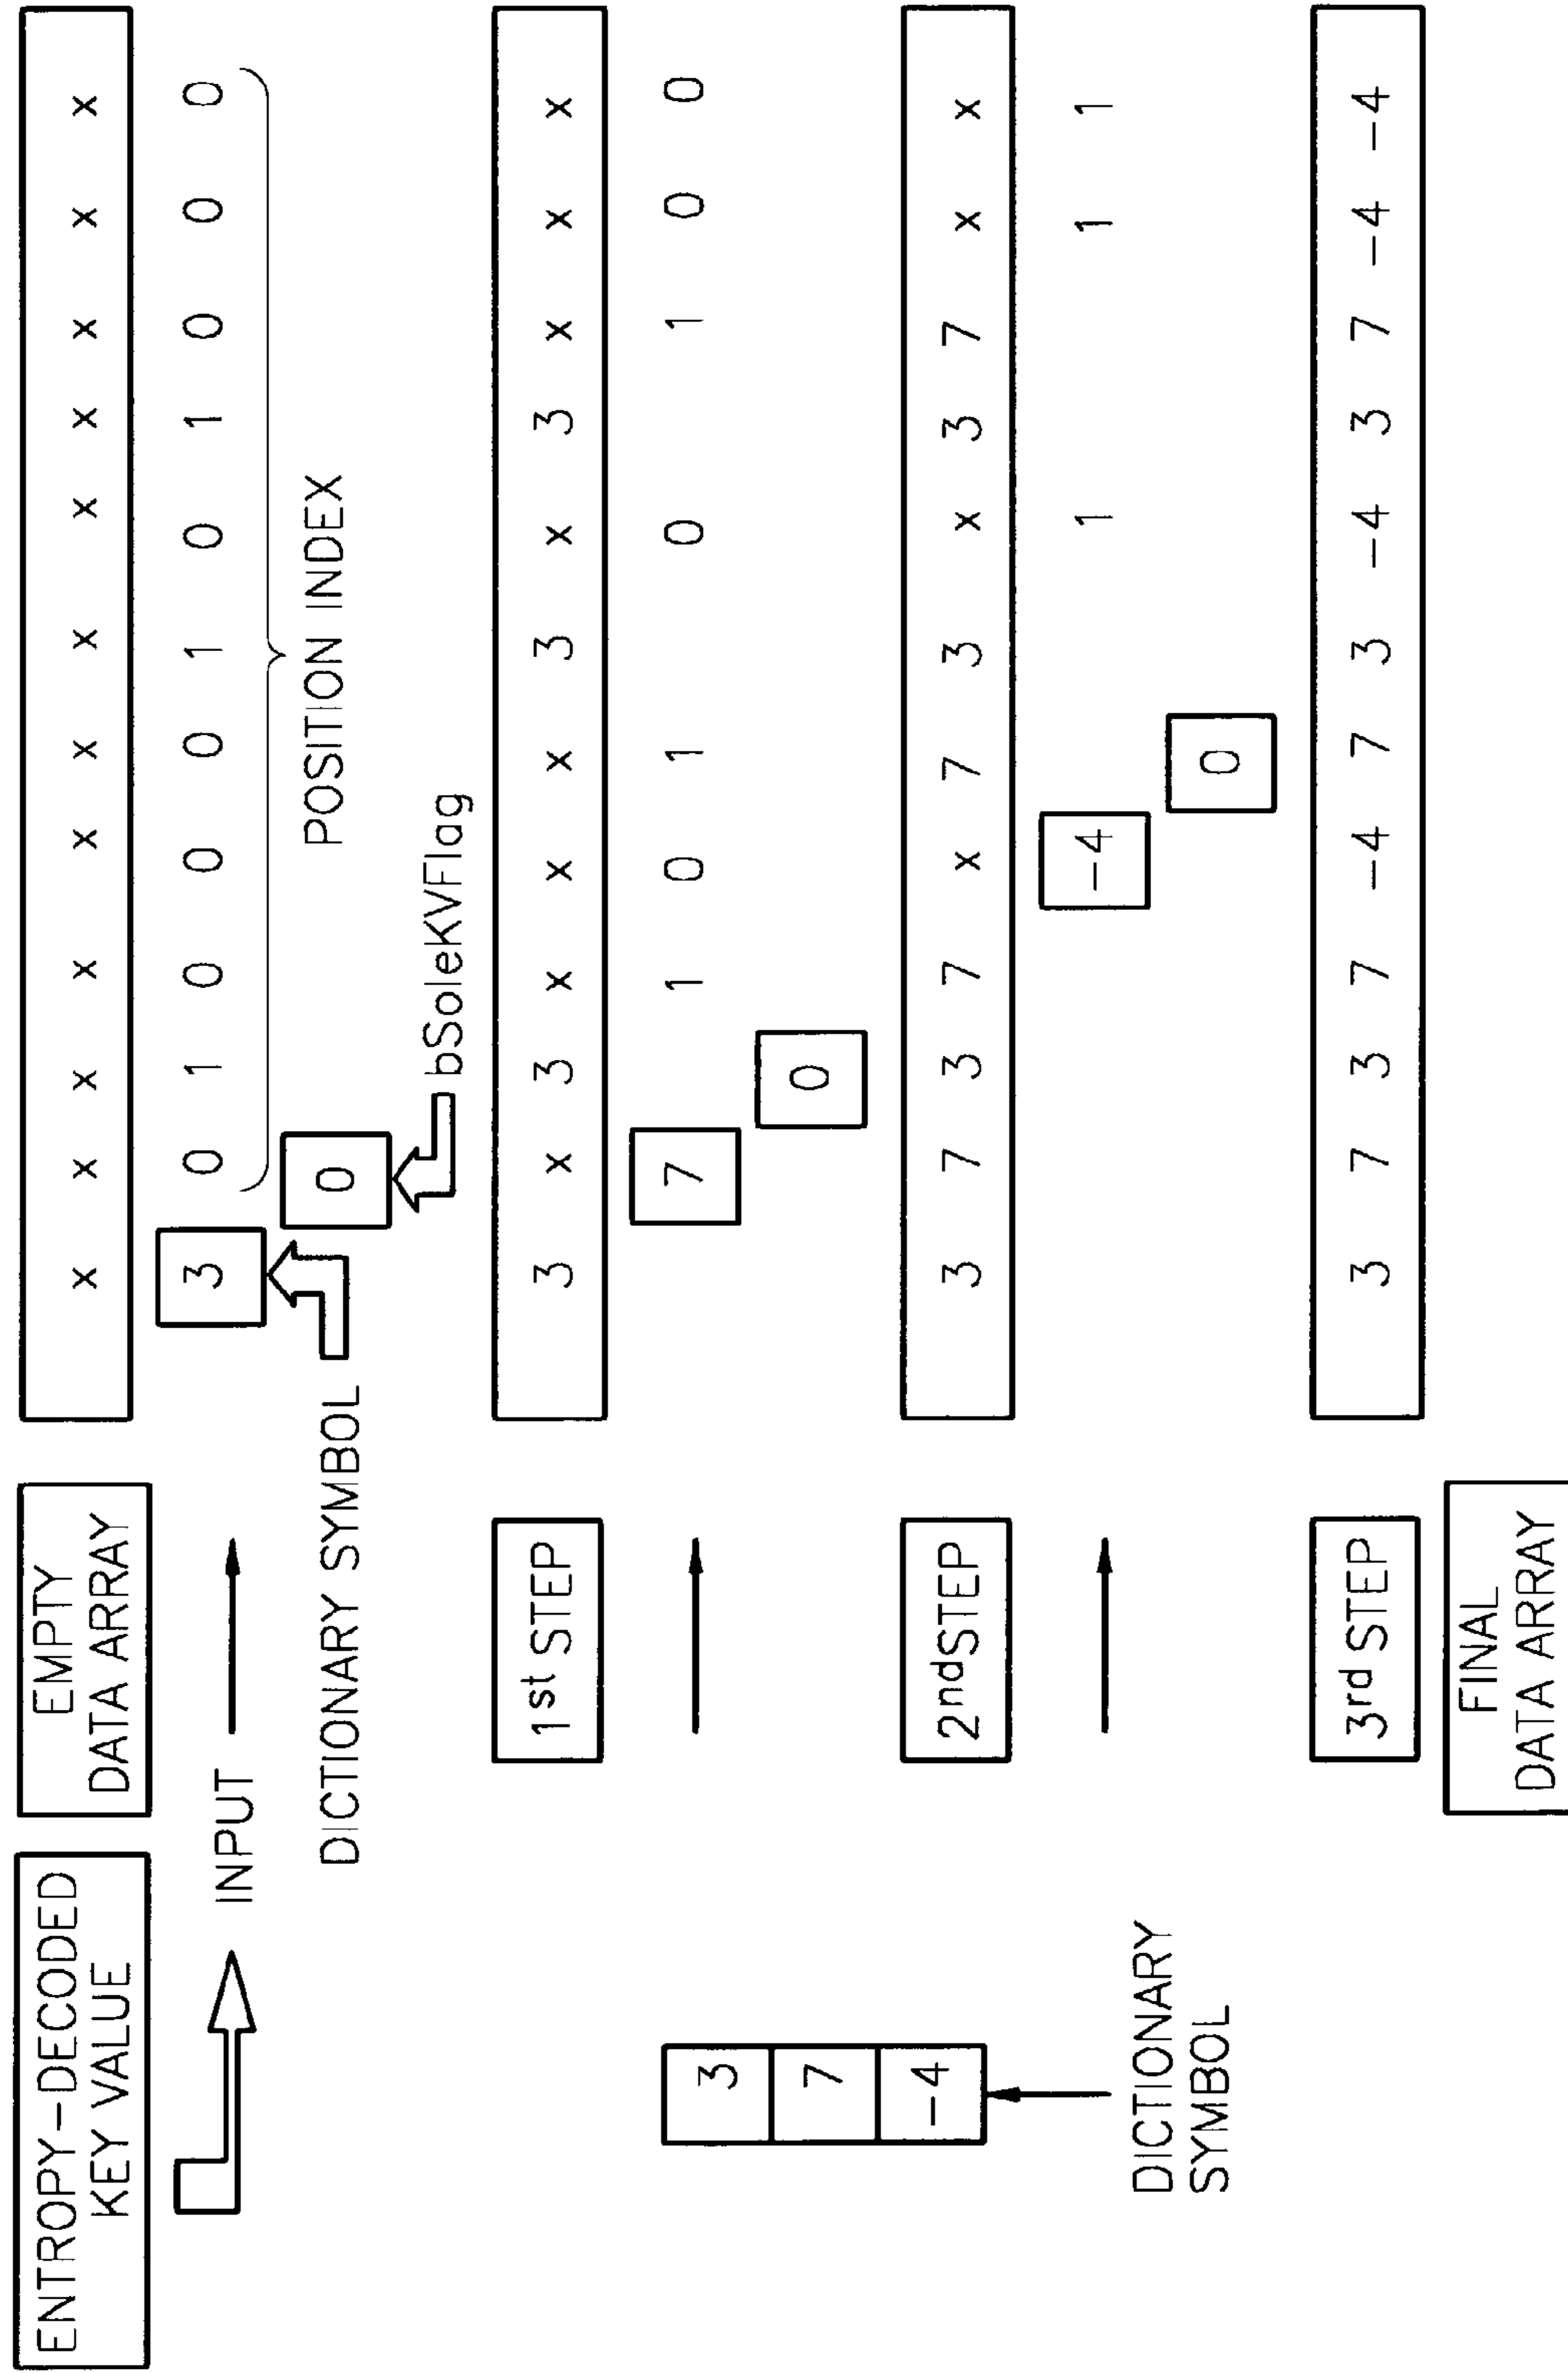 ENTROPY-DECODED
KEY VALUE
EMPTY
DATA ARRAY
x x x x x x x x x x x x
INPUT
3 0 1 0 0 0 1 0 1 0 0 0
DICTIONARY SYMBOL
0
POSITION INDEX
bSoleKVFlag
1st STEP
3 x 3 x x x 3 x 3 x x x
7 1 0 1 0 1 0 0
0
3
7
-4
DICTIONARY
SYMBOL
2nd STEP
3 7 3 7 x 7 3 x 3 7 x x
-4 1 1 1
0
3rd STEP
3 7 3 7 -4 7 3 -4 3 7 -4 -4
FINAL
DATA ARRAY